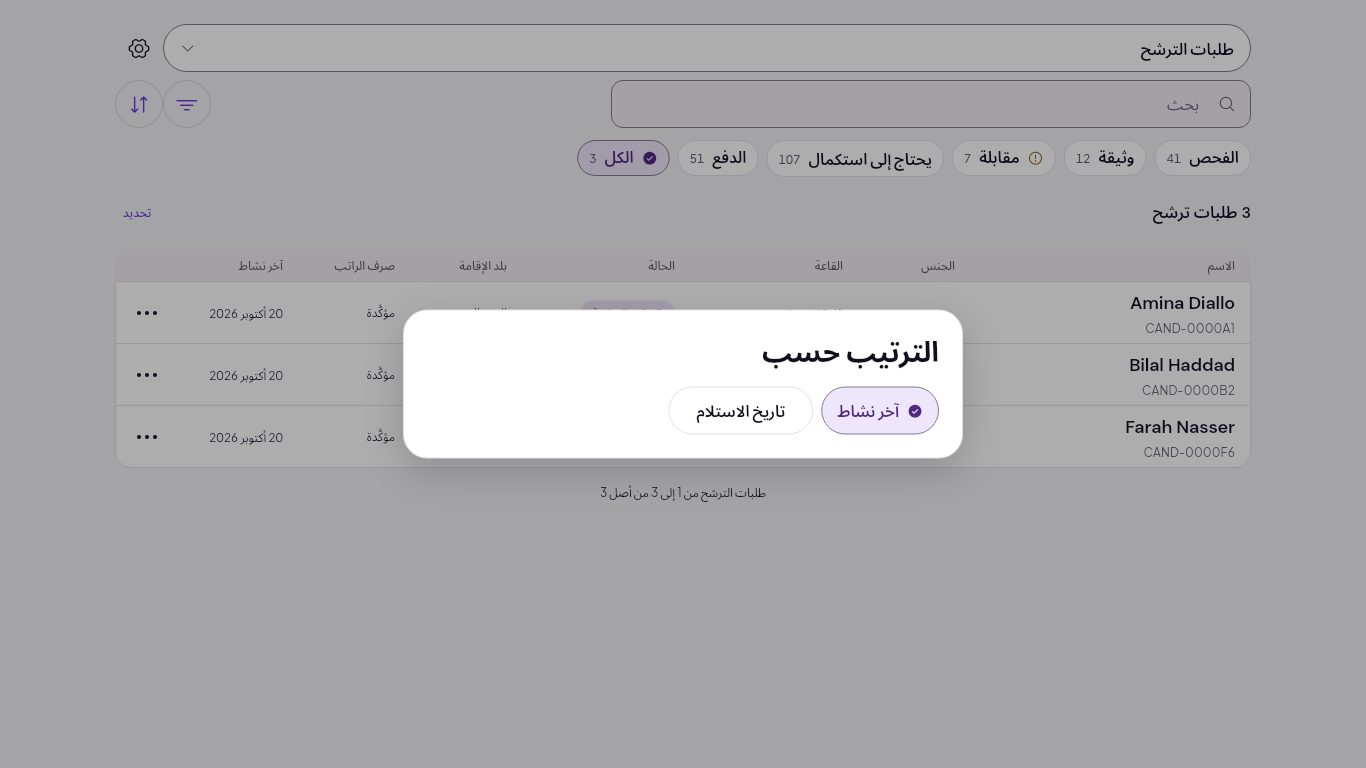 طلبات الترشح
بحث
الفحص 41
وثيقة 12
مقابلة 7
يحتاج إلى استكمال 107
الدفع 51
الكل 3
3 طلبات ترشح
تحديد
الاسم الجنس القاعة الحالة بلد الإقامة صرف الراتب آخر نشاط
Amina Diallo
CAND-0000A1
مؤكَّدة
20 أكتوبر 2026
Bilal Haddad
CAND-0000B2
مؤكَّدة
20 أكتوبر 2026
Farah Nasser
CAND-0000F6
مؤكَّدة
20 أكتوبر 2026
الترتيب حسب
آخر نشاط
تاريخ الاستلام
طلبات الترشح من 1 إلى 3 من أصل 3